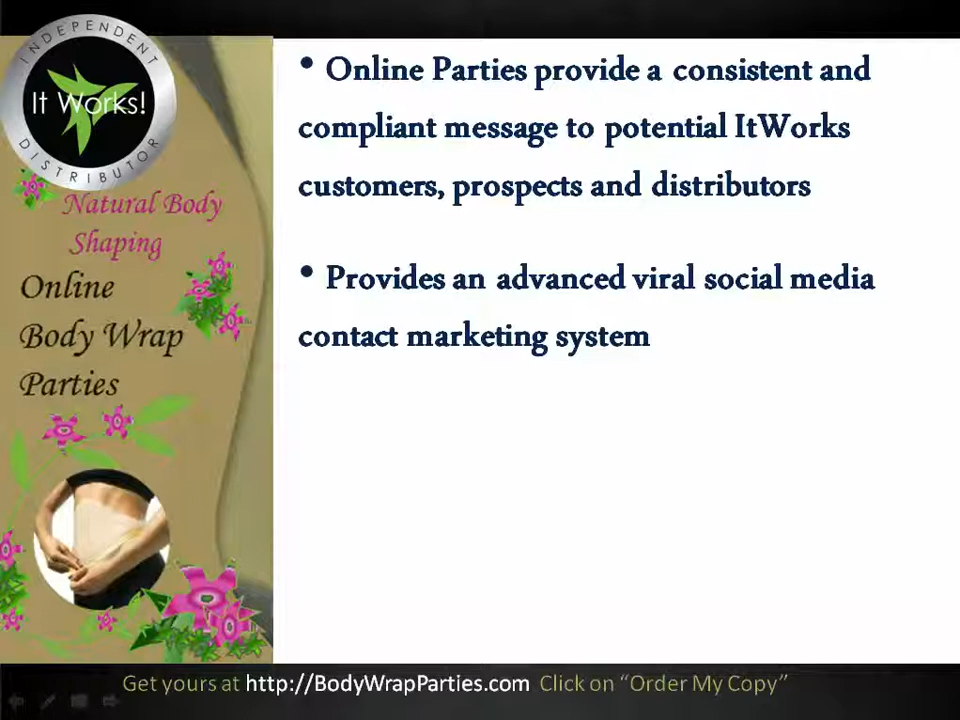 INDEPENDENT
It Works!
DISTRIBUTOR
Natural Body
Shaping
Online
Body Wrap
Parties
• Online Parties provide a consistent and
compliant message to potential ItWorks
customers, prospects and distributors
• Provides an advanced viral social media
contact marketing system
Get yours at http://BodyWrapParties.com Click on “Order My Copy”